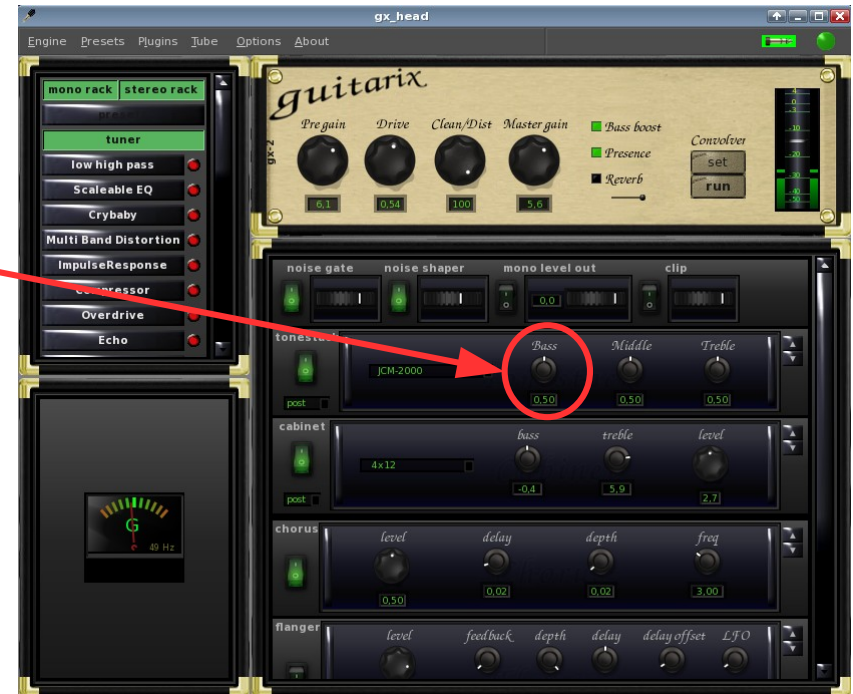 gx_head
Engine Presets Plugins Tube Options About
mono rack stereo rack
tuner
low high pass
Scaleable EQ
Crybaby
Multi Band Distortion
ImpulseResponse
Compressor
Overdrive
Echo
guitarix
gx-2
Pre gain Drive Clean/Dist Master gain
6,1 0,54 100 5,6
Bass boost
Presence
Reverb
Convolver
set
run
noise gate noise shaper mono level out clip
0,0
tonestack
JCM-2000
post
Bass Middle Treble
0,50 0,50 0,50
cabinet
4x12
post
bass treble level
-0,4 5,9 2,7
chorus
level delay depth freq
0,50 0,02 0,02 3,00
flanger
level feedback depth delay delay offset LFO
G
49 Hz